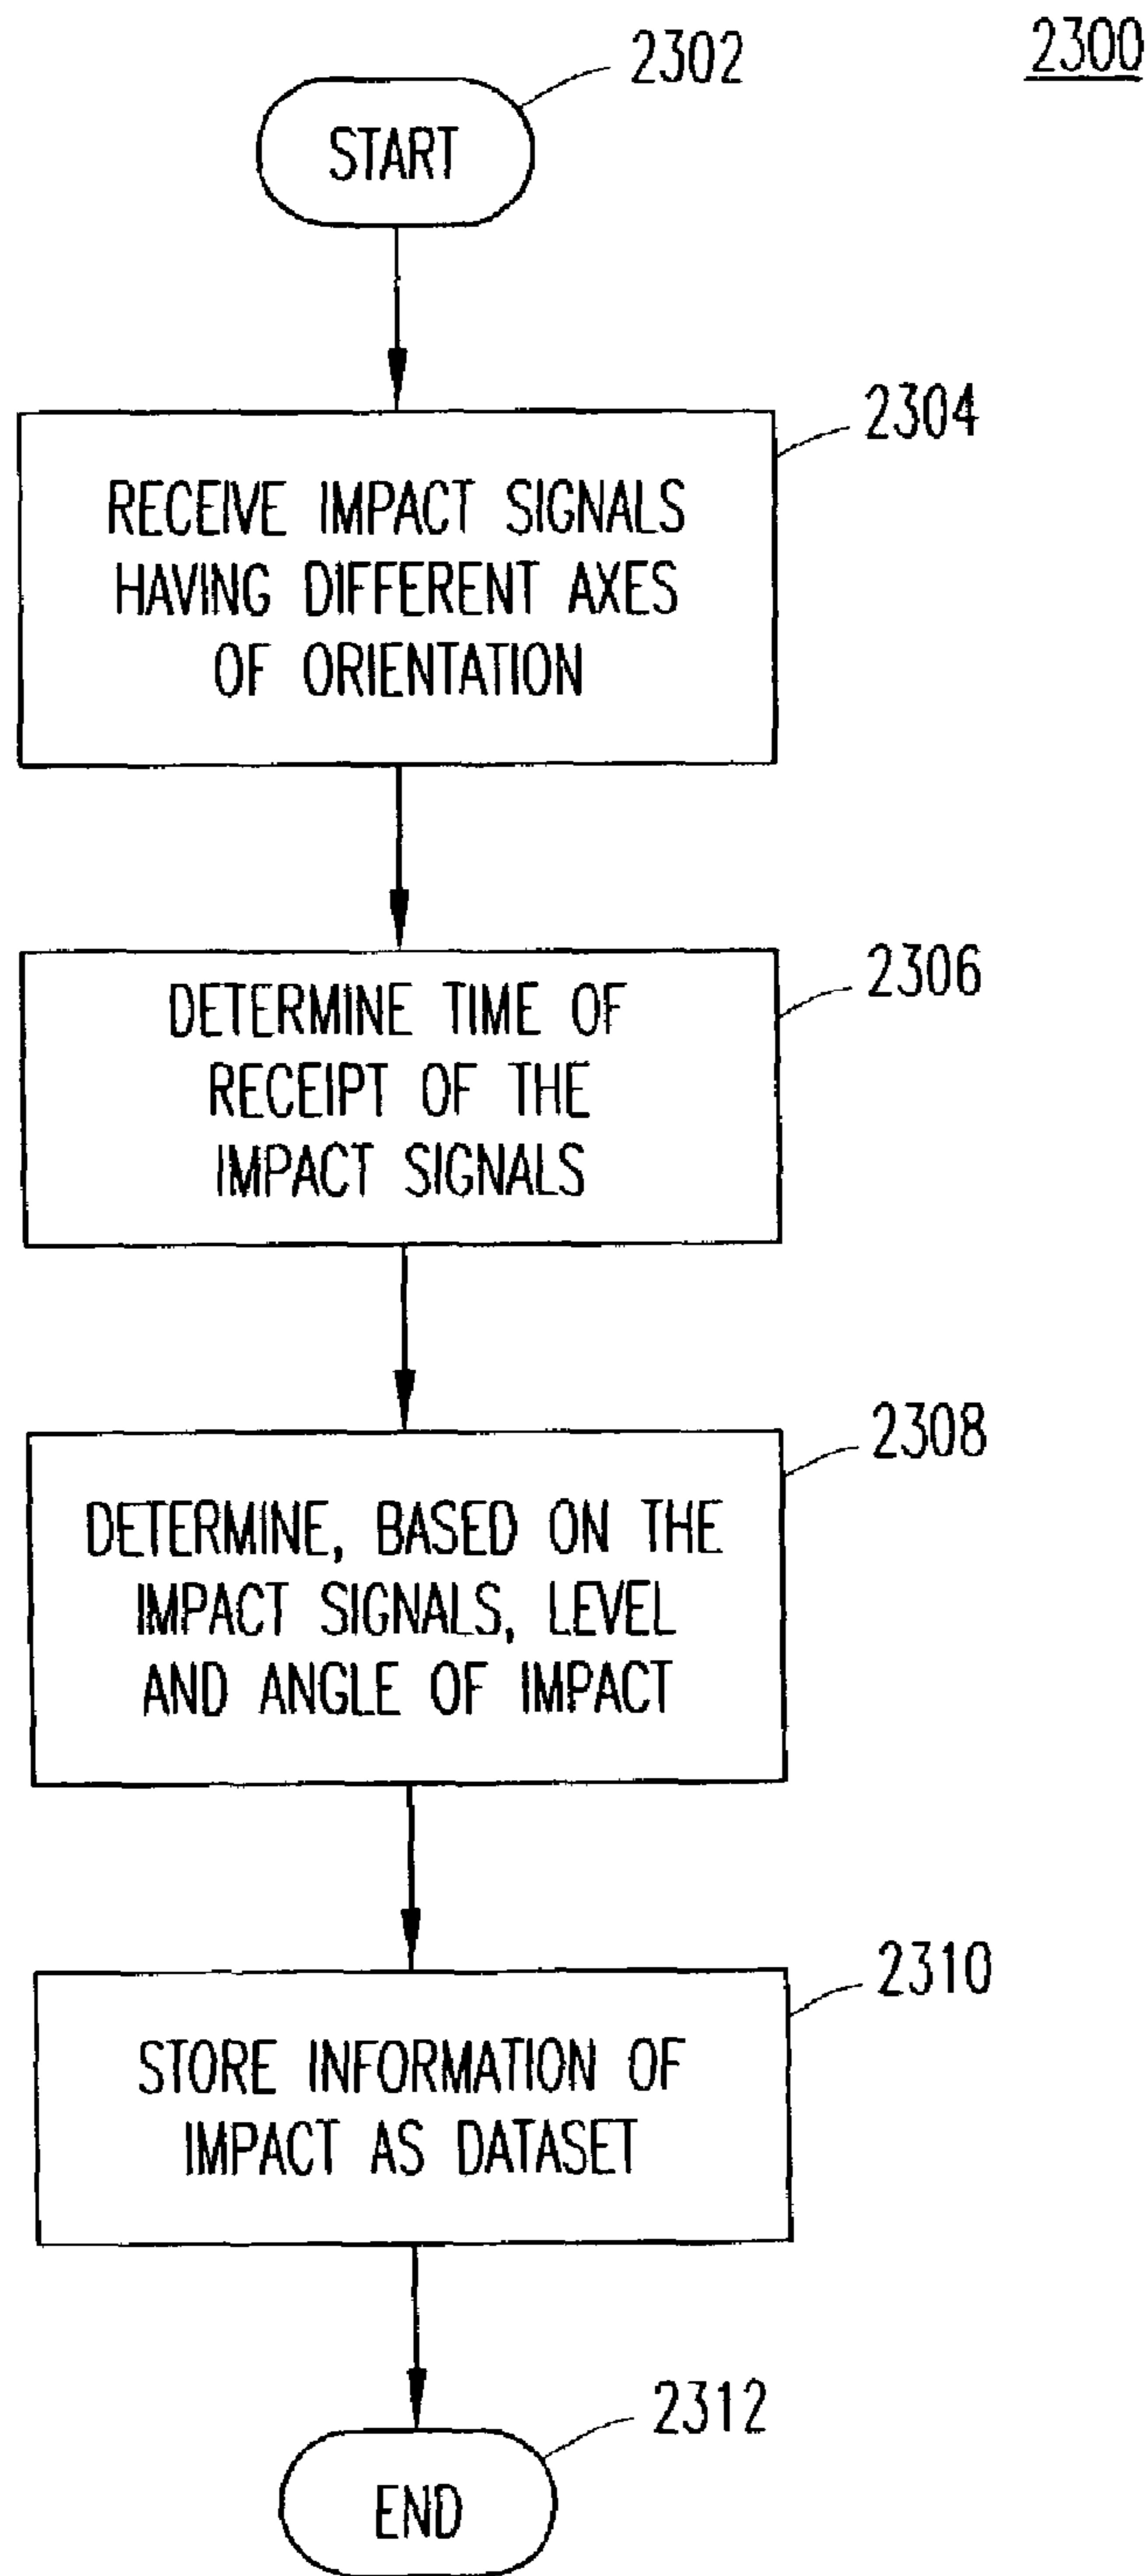 2300
2302
START
2304
RECEIVE IMPACT SIGNALS
HAVING DIFFERENT AXES
OF ORIENTATION
2306
DETERMINE TIME OF
RECEIPT OF THE
IMPACT SIGNALS
2308
DETERMINE, BASED ON THE
IMPACT SIGNALS, LEVEL
AND ANGLE OF IMPACT
2310
STORE INFORMATION OF
IMPACT AS DATASET
2312
END